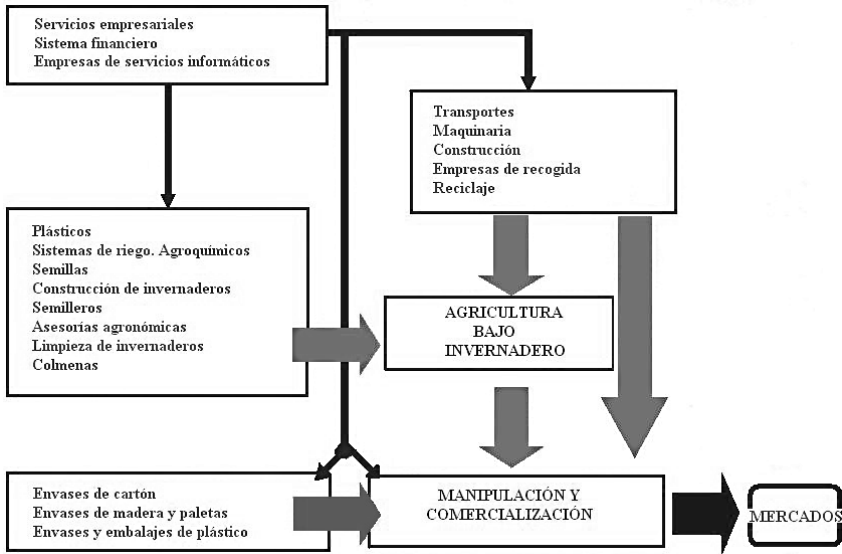 Servicios empresariales
Sistema financiero
Empresas de servicios informáticos
Transportes
Maquinaria
Construcción
Empresas de recogida
Reciclaje
Plásticos
Sistemas de riego. Agroquímicos
Semillas
Construcción de invernaderos
Semilleros
Asesorías agronómicas
Limpieza de invernaderos
Colmenas
AGRICULTURA
BAJO
INVERNADERO
Envases de cartón
Envases de madera y paletas
Envases y embalajes de plástico
MANIPULACIÓN Y
COMERCIALIZACIÓN
MERCADOS